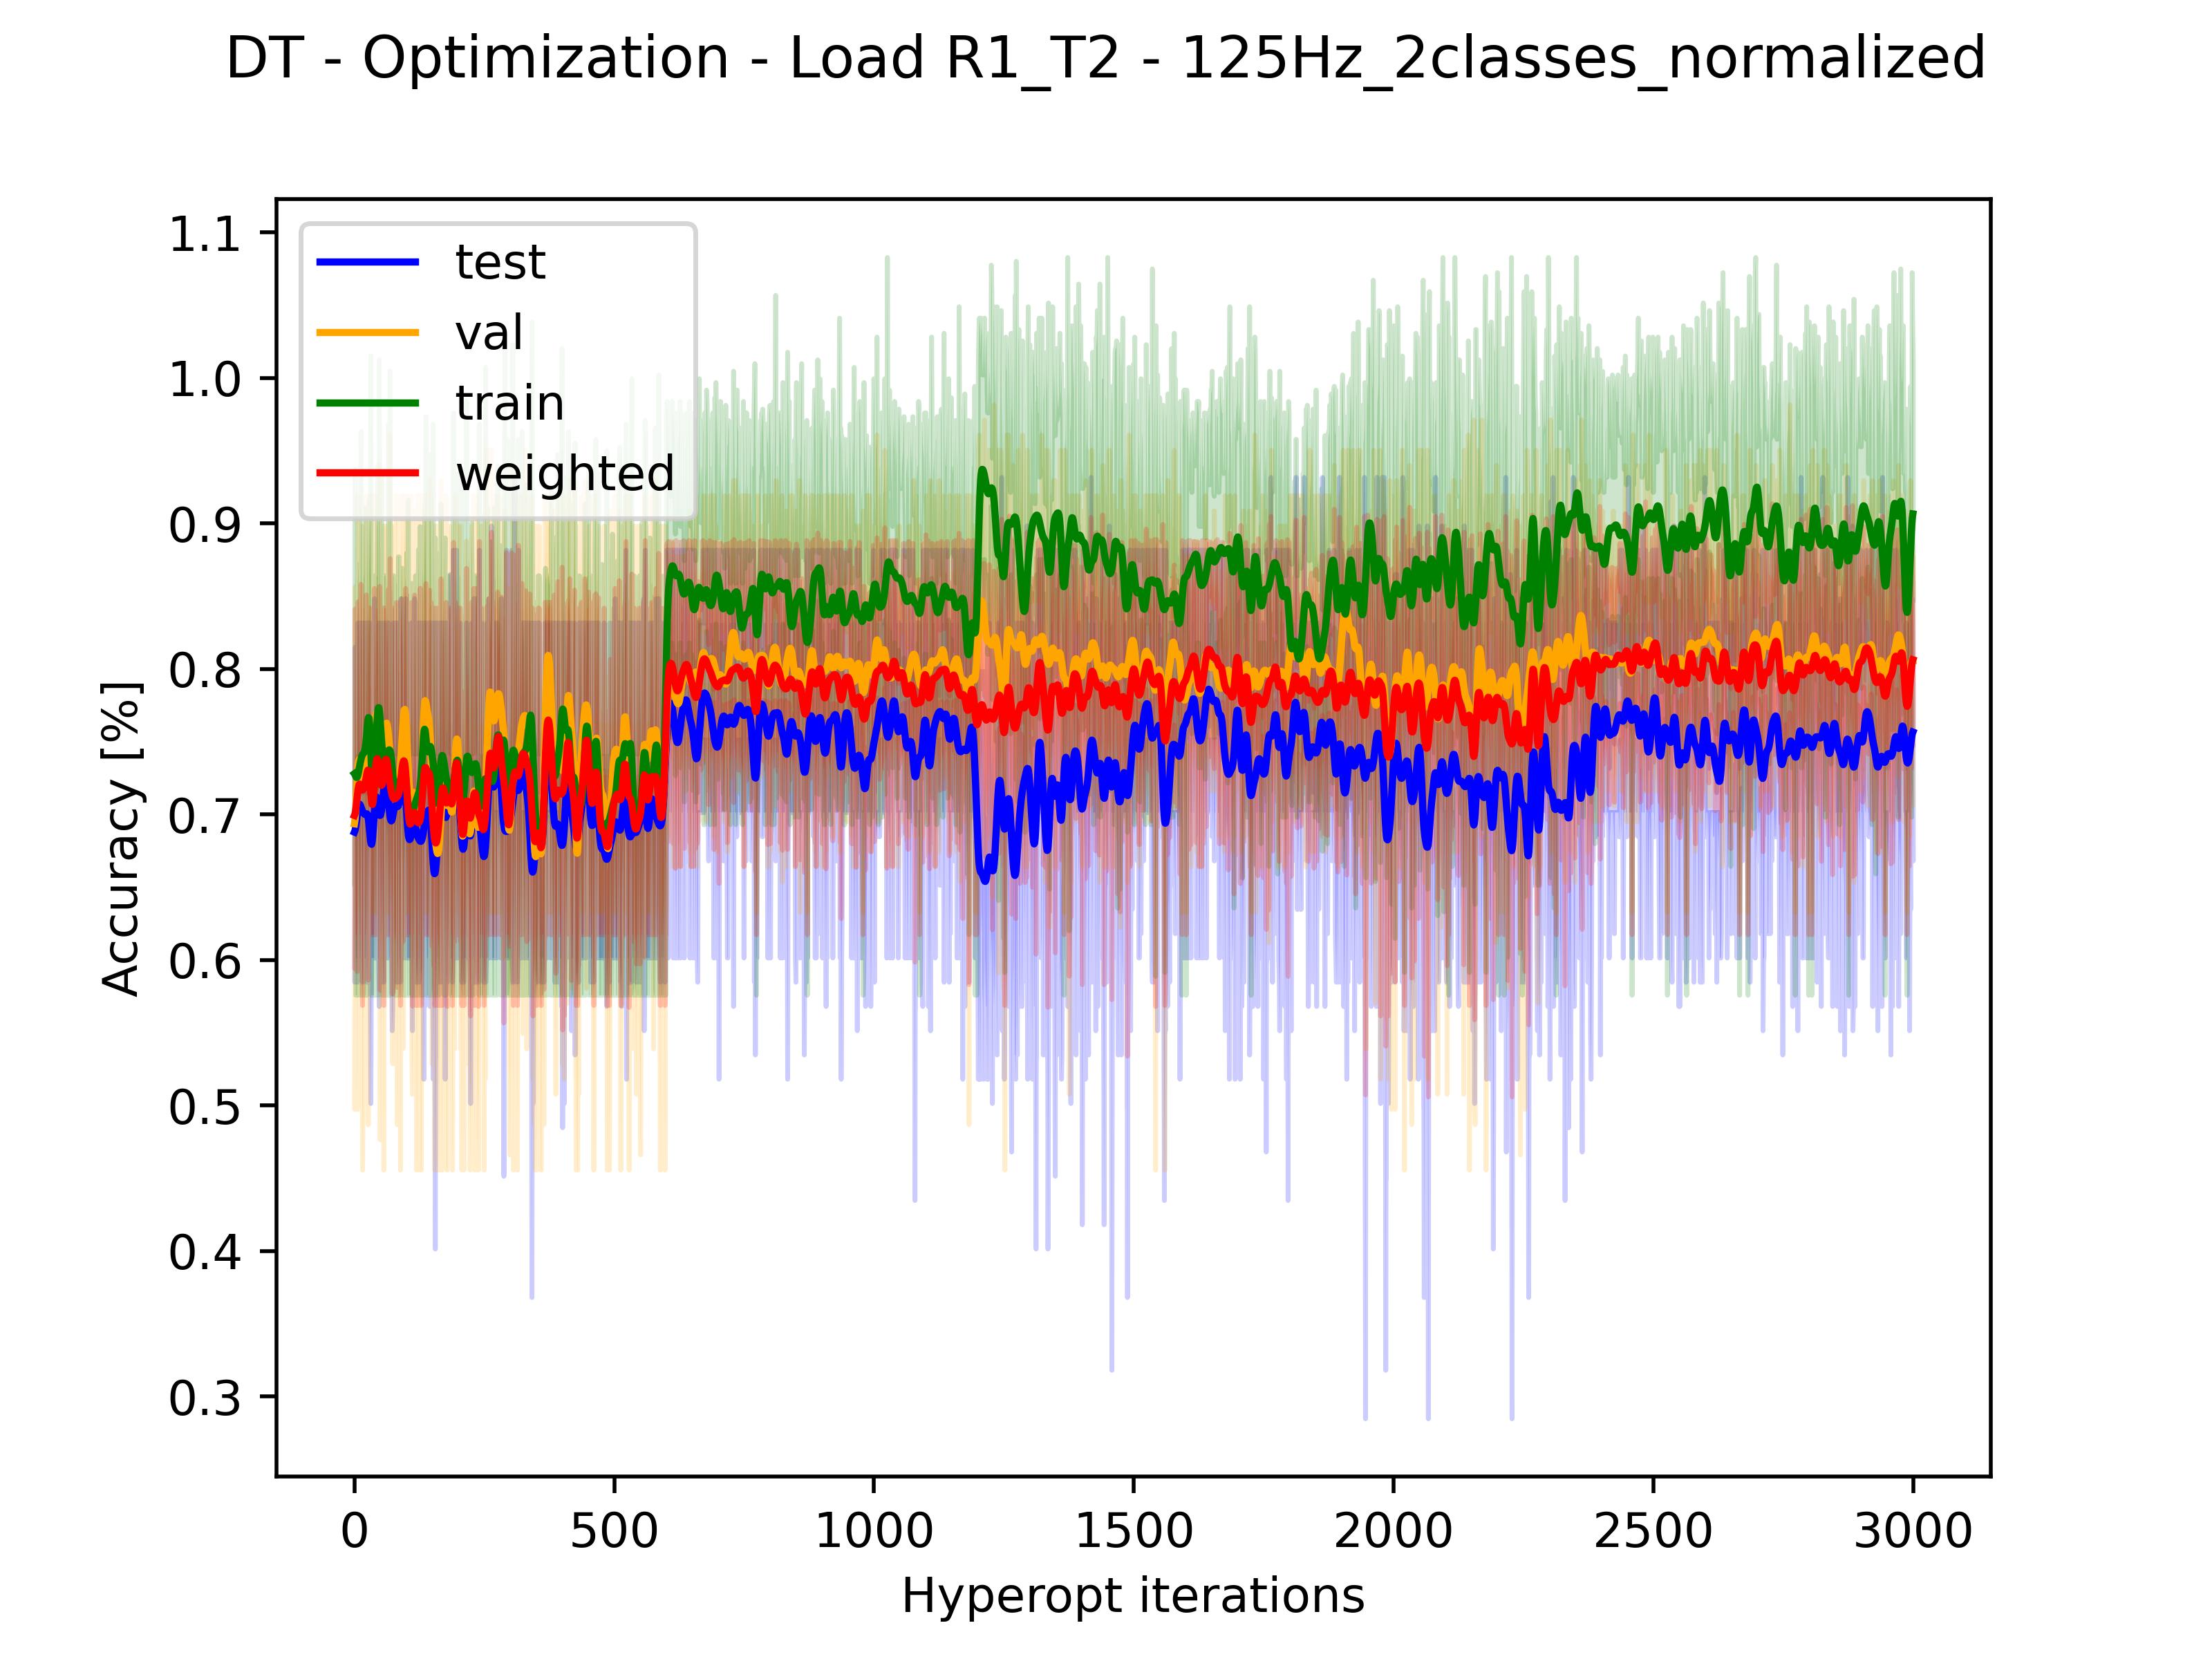 DT - Optimization - Load R1_T2 - 125Hz_2classes_normalized
1.1
1.0
0.9
0.8
0.7
0.6
0.5
0.4
0.3
Accuracy [%]
test
val
train
weighted
0 500 1000 1500 2000 2500 3000
Hyperopt iterations